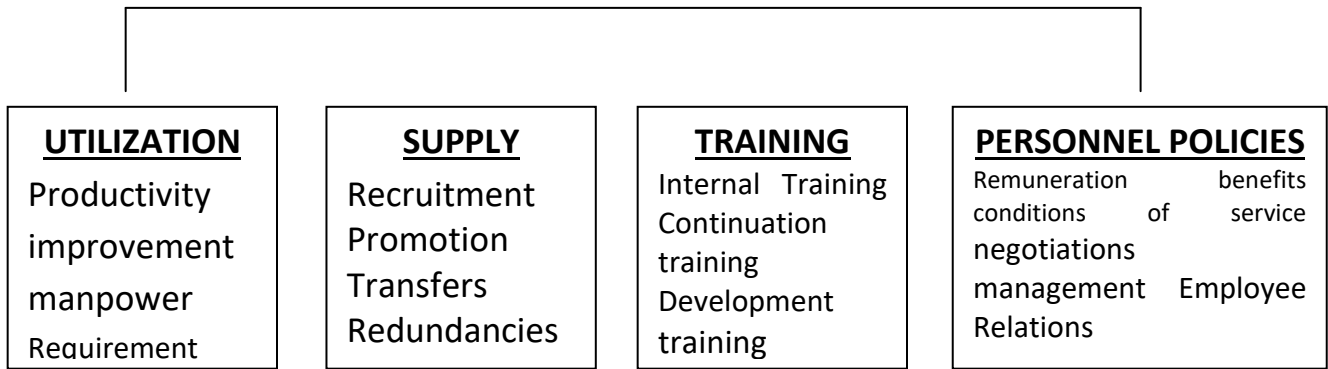 UTILIZATION
Productivity
improvement
manpower
Requirement
SUPPLY
Recruitment
Promotion
Transfers
Redundancies
TRAINING
Internal Training
Continuation
training
Development
training
PERSONNEL POLICIES
Remuneration benefits
conditions of service
negotiations
management Employee
Relations